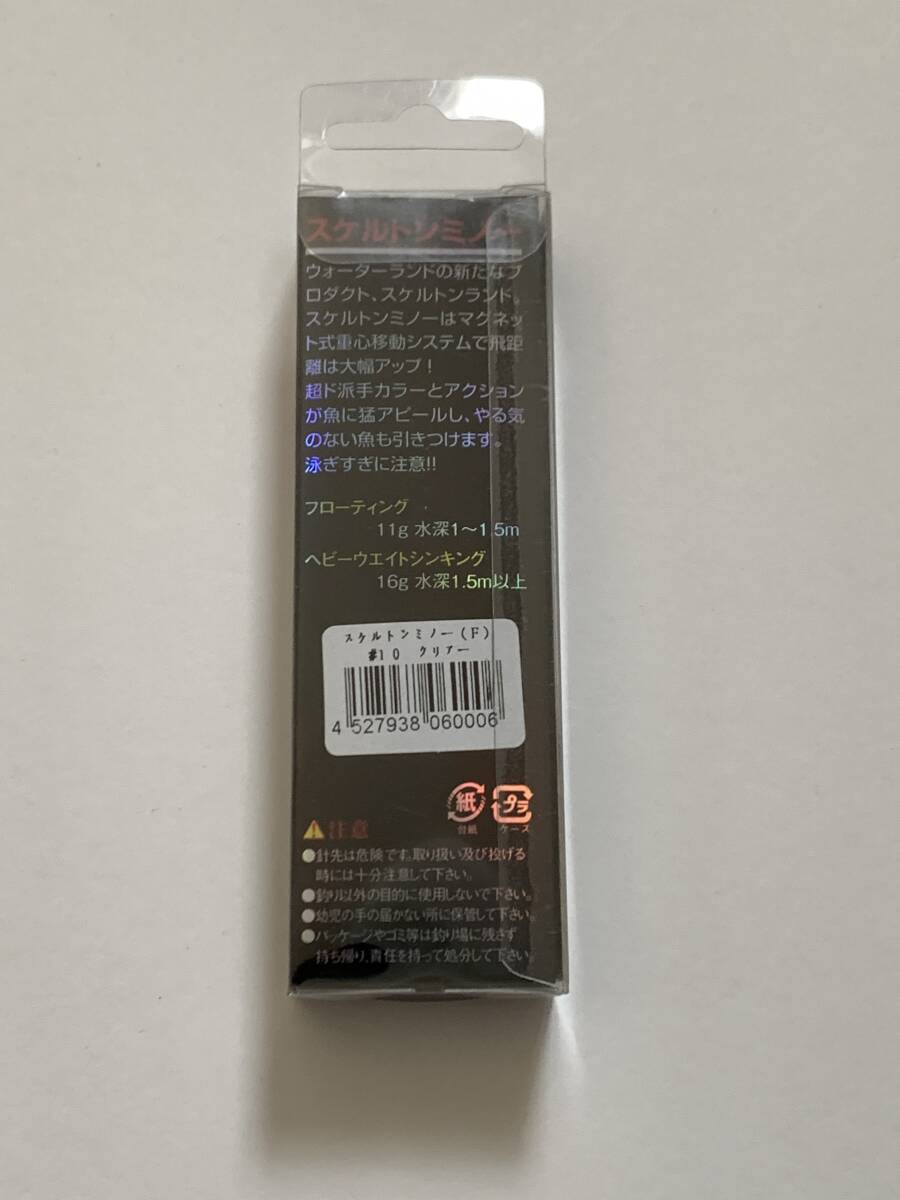 スケルトンミノー
ウォーターランドの新たなプ
ロダクト、スケルトンランド。
スケルトンミノーはマグネッ
ト式重心移動システムで飛距
離は大幅アップ！
超ド派手カラーとアクション
が魚に猛アピールし、やる気
のない魚も引きつけます。
泳ぎすぎに注意!!
フローティング
11g 水深1〜1.5m
ヘビーウエイトシンキング
16g 水深1.5m以上
スケルトンミノー(F)
#10 クリアー
4 527938 060006
紙 プラ
台紙 ケース
注意
●針先は危険です。取り扱い及び投げる
時には十分注意して下さい。
●釣り以外の目的に使用しないで下さい。
●幼児の手の届かない所に保管して下さい。
●パッケージやゴミ等は釣り場に残さず
持ち帰り、責任を持って処分して下さい。